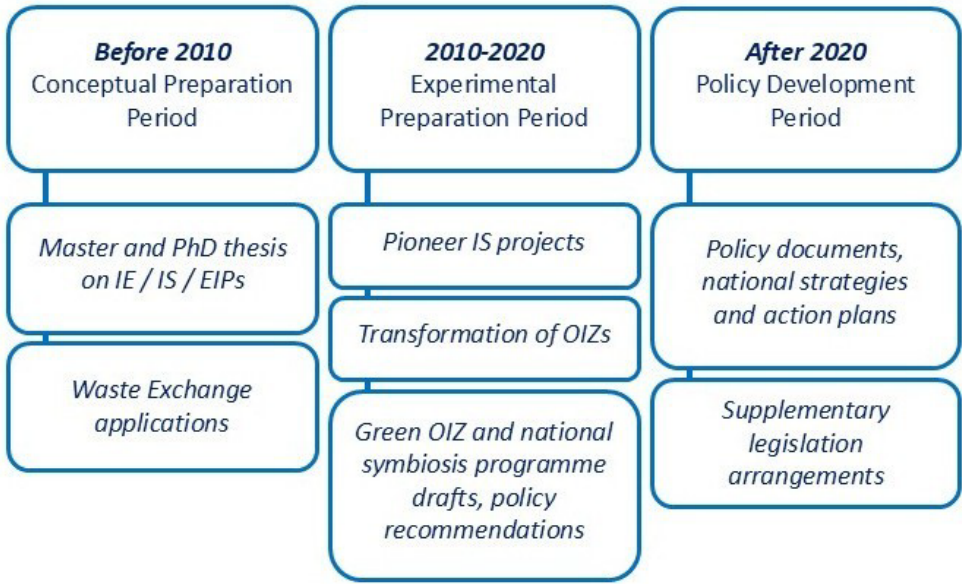 Before 2010
Conceptual Preparation
Period
Master and PhD thesis
on IE / IS / EIPs
Waste Exchange
applications
2010-2020
Experimental
Preparation Period
Pioneer IS projects
Transformation of OIZs
Green OIZ and national
symbiosis programme
drafts, policy
recommendations
After 2020
Policy Development
Period
Policy documents,
national strategies
and action plans
Supplementary
legislation
arrangements